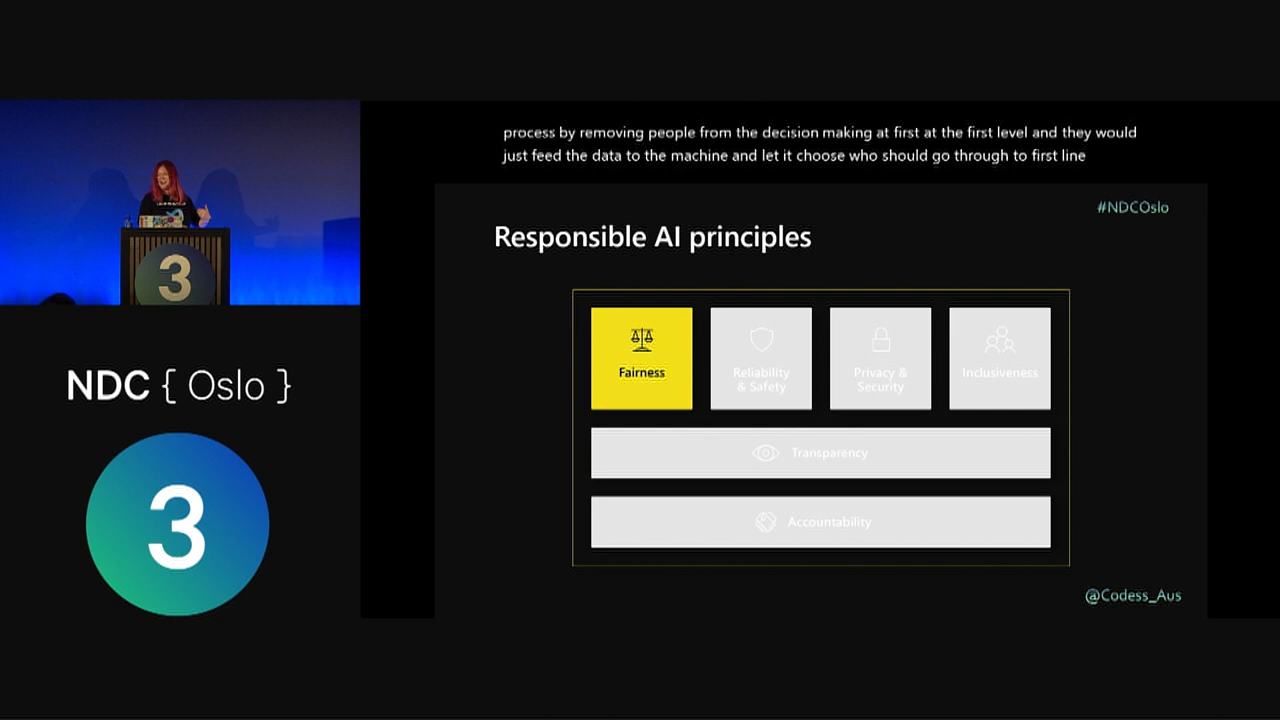 process by removing people from the decision making at first at the first level and they would
just feed the data to the machine and let it choose who should go through to first line
#NDCOslo
Responsible AI principles
Fairness
Reliability
& Safety
Privacy &
Security
Inclusiveness
Transparency
Accountability
@Codess_Aus
3
NDC { Oslo }
3